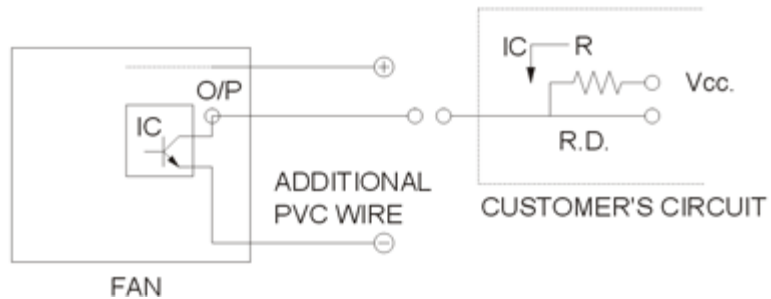 IC R
Vcc.
O/P
IC
R.D.
ADDITIONAL
PVC WIRE
CUSTOMER'S CIRCUIT
FAN